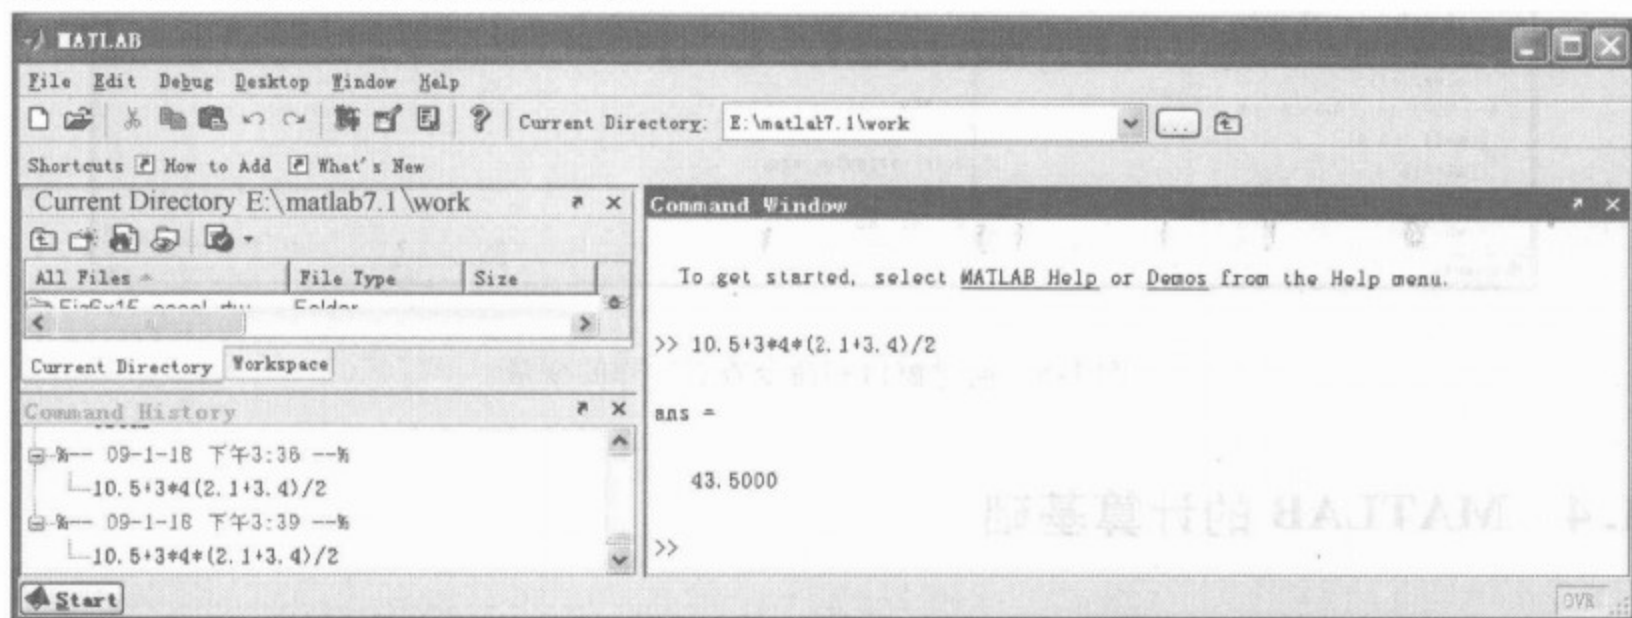 MATLAB
File Edit Debug Desktop Window Help
Current Directory: E:\matlab7.1\work ...
Shortcuts How to Add What's New
Current Directory E:\matlab7.1\work
All Files File Type Size
Folder
Current Directory Workspace
Command History
%-- 09-1-18 下午3:36 --%
10.5+3*4(2.1+3.4)/2
%-- 09-1-18 下午3:39 --%
10.5+3*4*(2.1+3.4)/2
Command Window
To get started, select MATLAB Help or Demos from the Help menu.
>> 10.5+3*4*(2.1+3.4)/2
ans =
43.5000
>>
Start
OVR